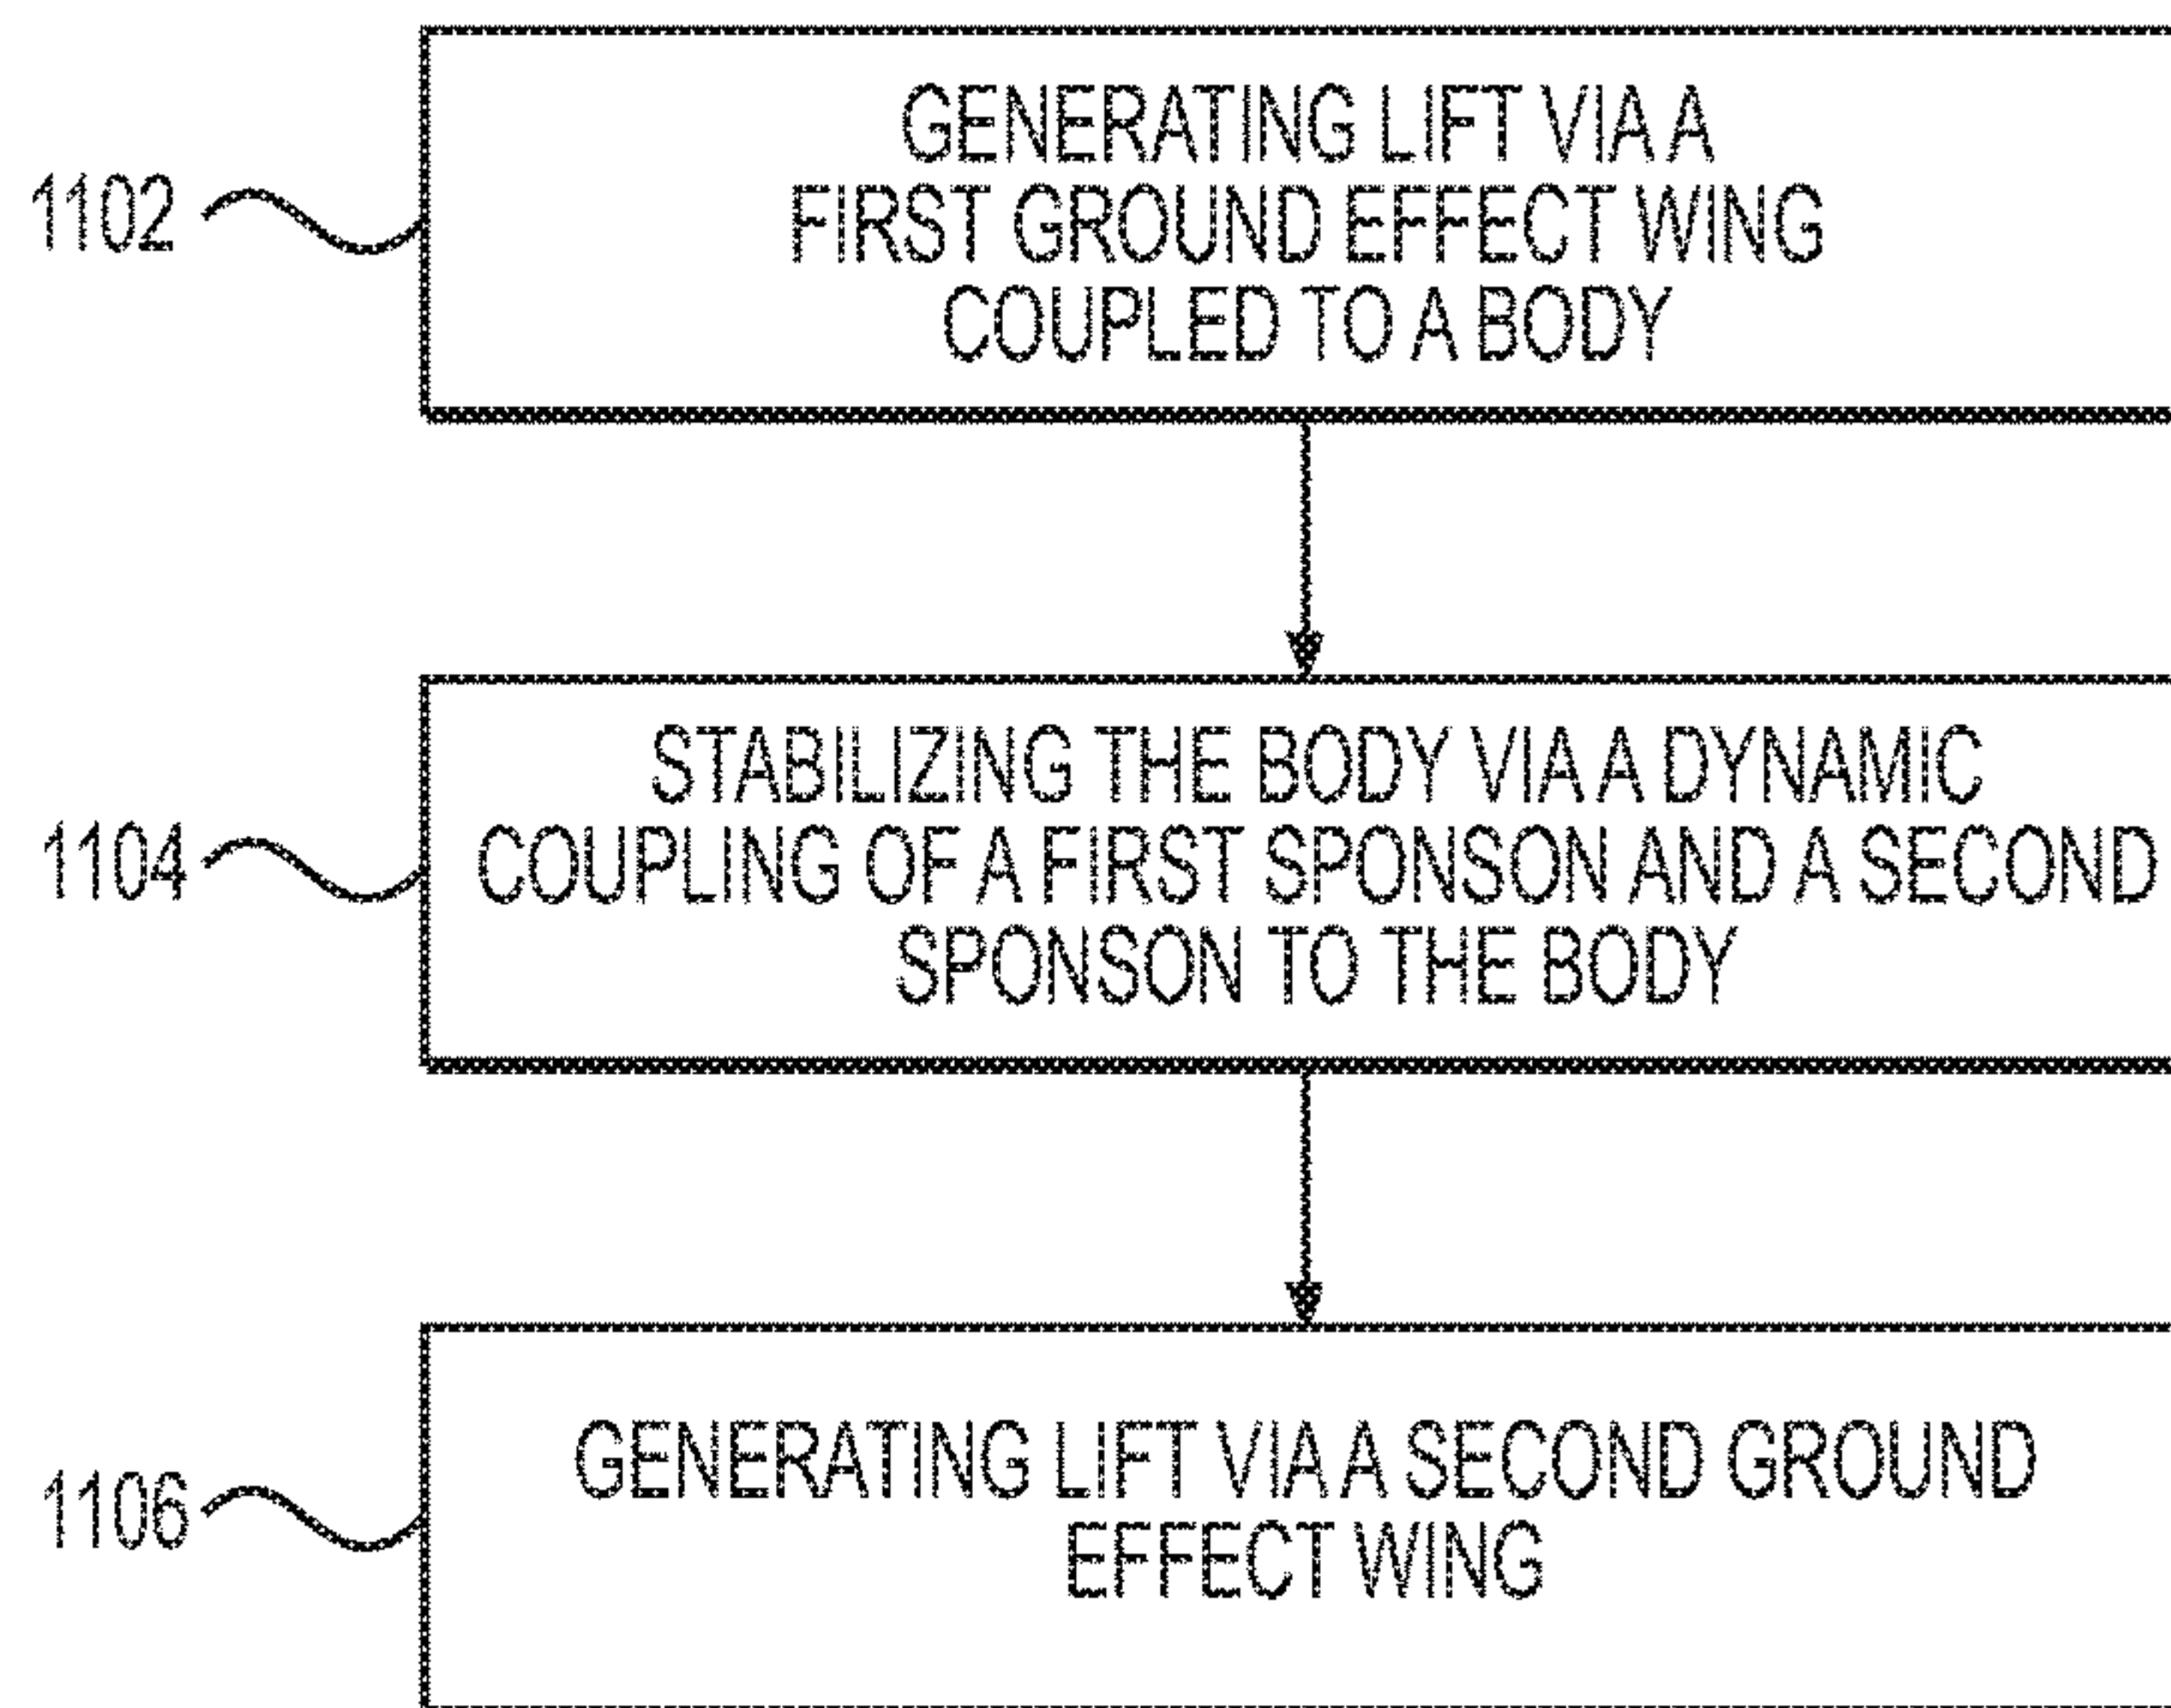 1102
GENERATING LIFT VIA A
FIRST GROUND EFFECT WING
COUPLED TO A BODY
1104
STABILIZING THE BODY VIA A DYNAMIC
COUPLING OF A FIRST SPONSON AND A SECOND
SPONSON TO THE BODY
1106
GENERATING LIFT VIA A SECOND GROUND
EFFECT WING